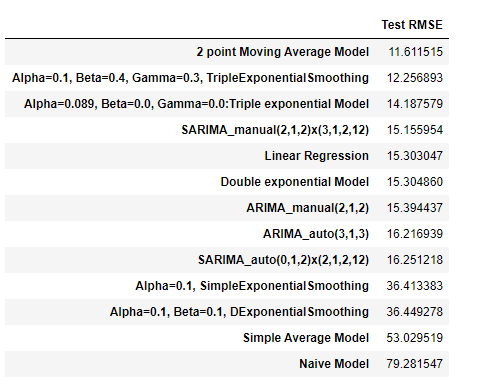 Test RMSE
2 point Moving Average Model 11.611515
Alpha=0.1, Beta=0.4, Gamma=0.3, TripleExponentialSmoothing 12.256893
Alpha=0.089, Beta=0.0, Gamma=0.0:Triple exponential Model 14.187579
SARIMA_manual(2,1,2)x(3,1,2,12) 15.155954
Linear Regression 15.303047
Double exponential Model 15.304860
ARIMA_manual(2,1,2) 15.394437
ARIMA_auto(3,1,3) 16.216939
SARIMA_auto(0,1,2)x(2,1,2,12) 16.251218
Alpha=0.1, SimpleExponentialSmoothing 36.413383
Alpha=0.1, Beta=0.1, DExponentialSmoothing 36.449278
Simple Average Model 53.029519
Naive Model 79.281547